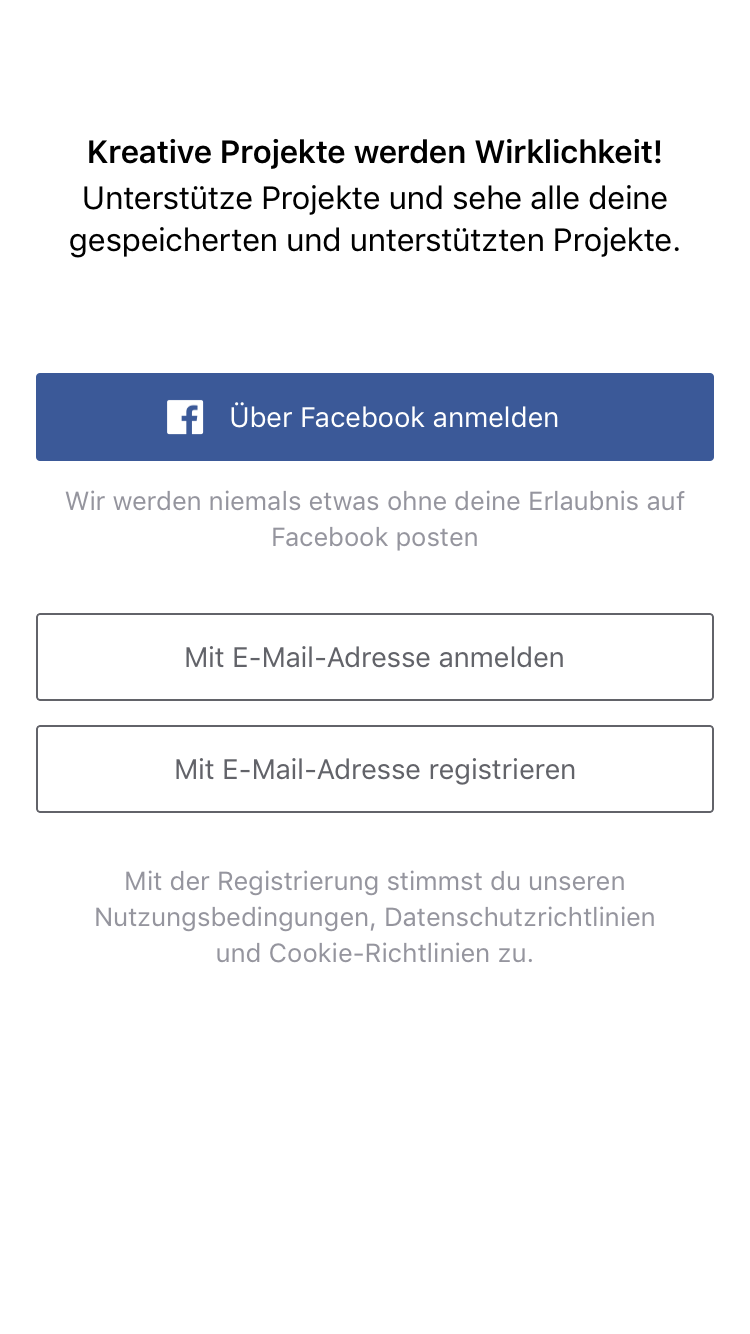 Kreative Projekte werden Wirklichkeit!
Unterstütze Projekte und sehe alle deine
gespeicherten und unterstützten Projekte.
Über Facebook anmelden
Wir werden niemals etwas ohne deine Erlaubnis auf
Facebook posten
Mit E-Mail-Adresse anmelden
Mit E-Mail-Adresse registrieren
Mit der Registrierung stimmst du unseren
Nutzungsbedingungen, Datenschutzrichtlinien
und Cookie-Richtlinien zu.